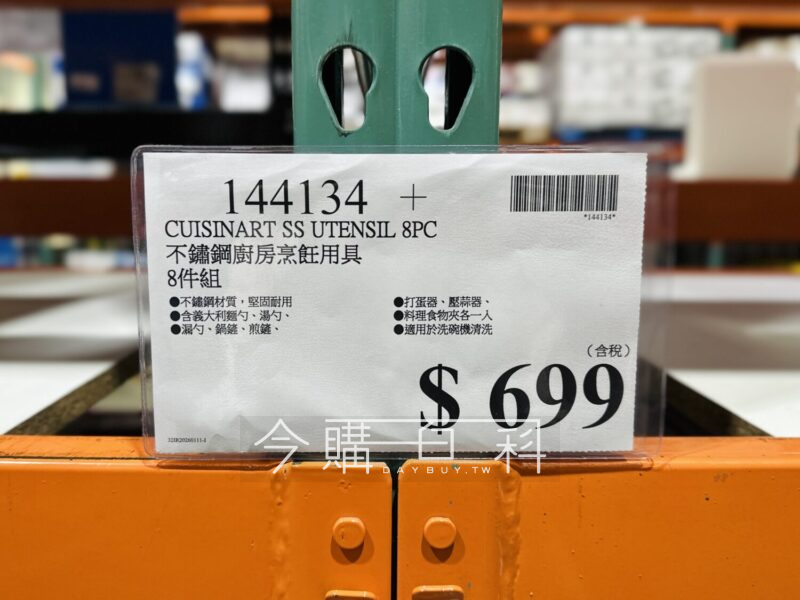 144134 +
*144134*
CUISINART SS UTENSIL 8PC
不鏽鋼廚房烹飪用具
8件組
●不鏽鋼材質，堅固耐用
●含義大利麵勺、湯勺、
●漏勺、鍋鏟、煎鏟、
●打蛋器、壓蒜器、
●料理食物夾各一入
●適用於洗碗機清洗
（含稅）
$ 699
今購百科
DAYBUY.TW